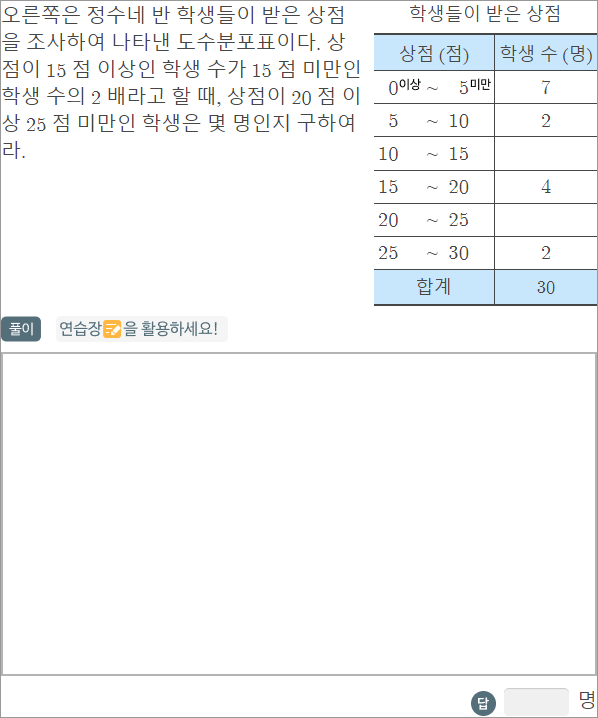 오른쪽은 정수네 반 학생들이 받은 상점
을 조사하여 나타낸 도수분포표이다. 상
점이 15 점 이상인 학생 수가 15 점 미만인
학생 수의 2 배라고 할 때, 상점이 20 점 이
상 25 점 미만인 학생은 몇 명인지 구하여
라.
학생들이 받은 상점
상점 (점) 학생 수 (명)
0이상 ~ 5미만 7
5 ~ 10 2
10 ~ 15
15 ~ 20 4
20 ~ 25
25 ~ 30 2
합계 30
풀이 연습장을 활용하세요!
답 명